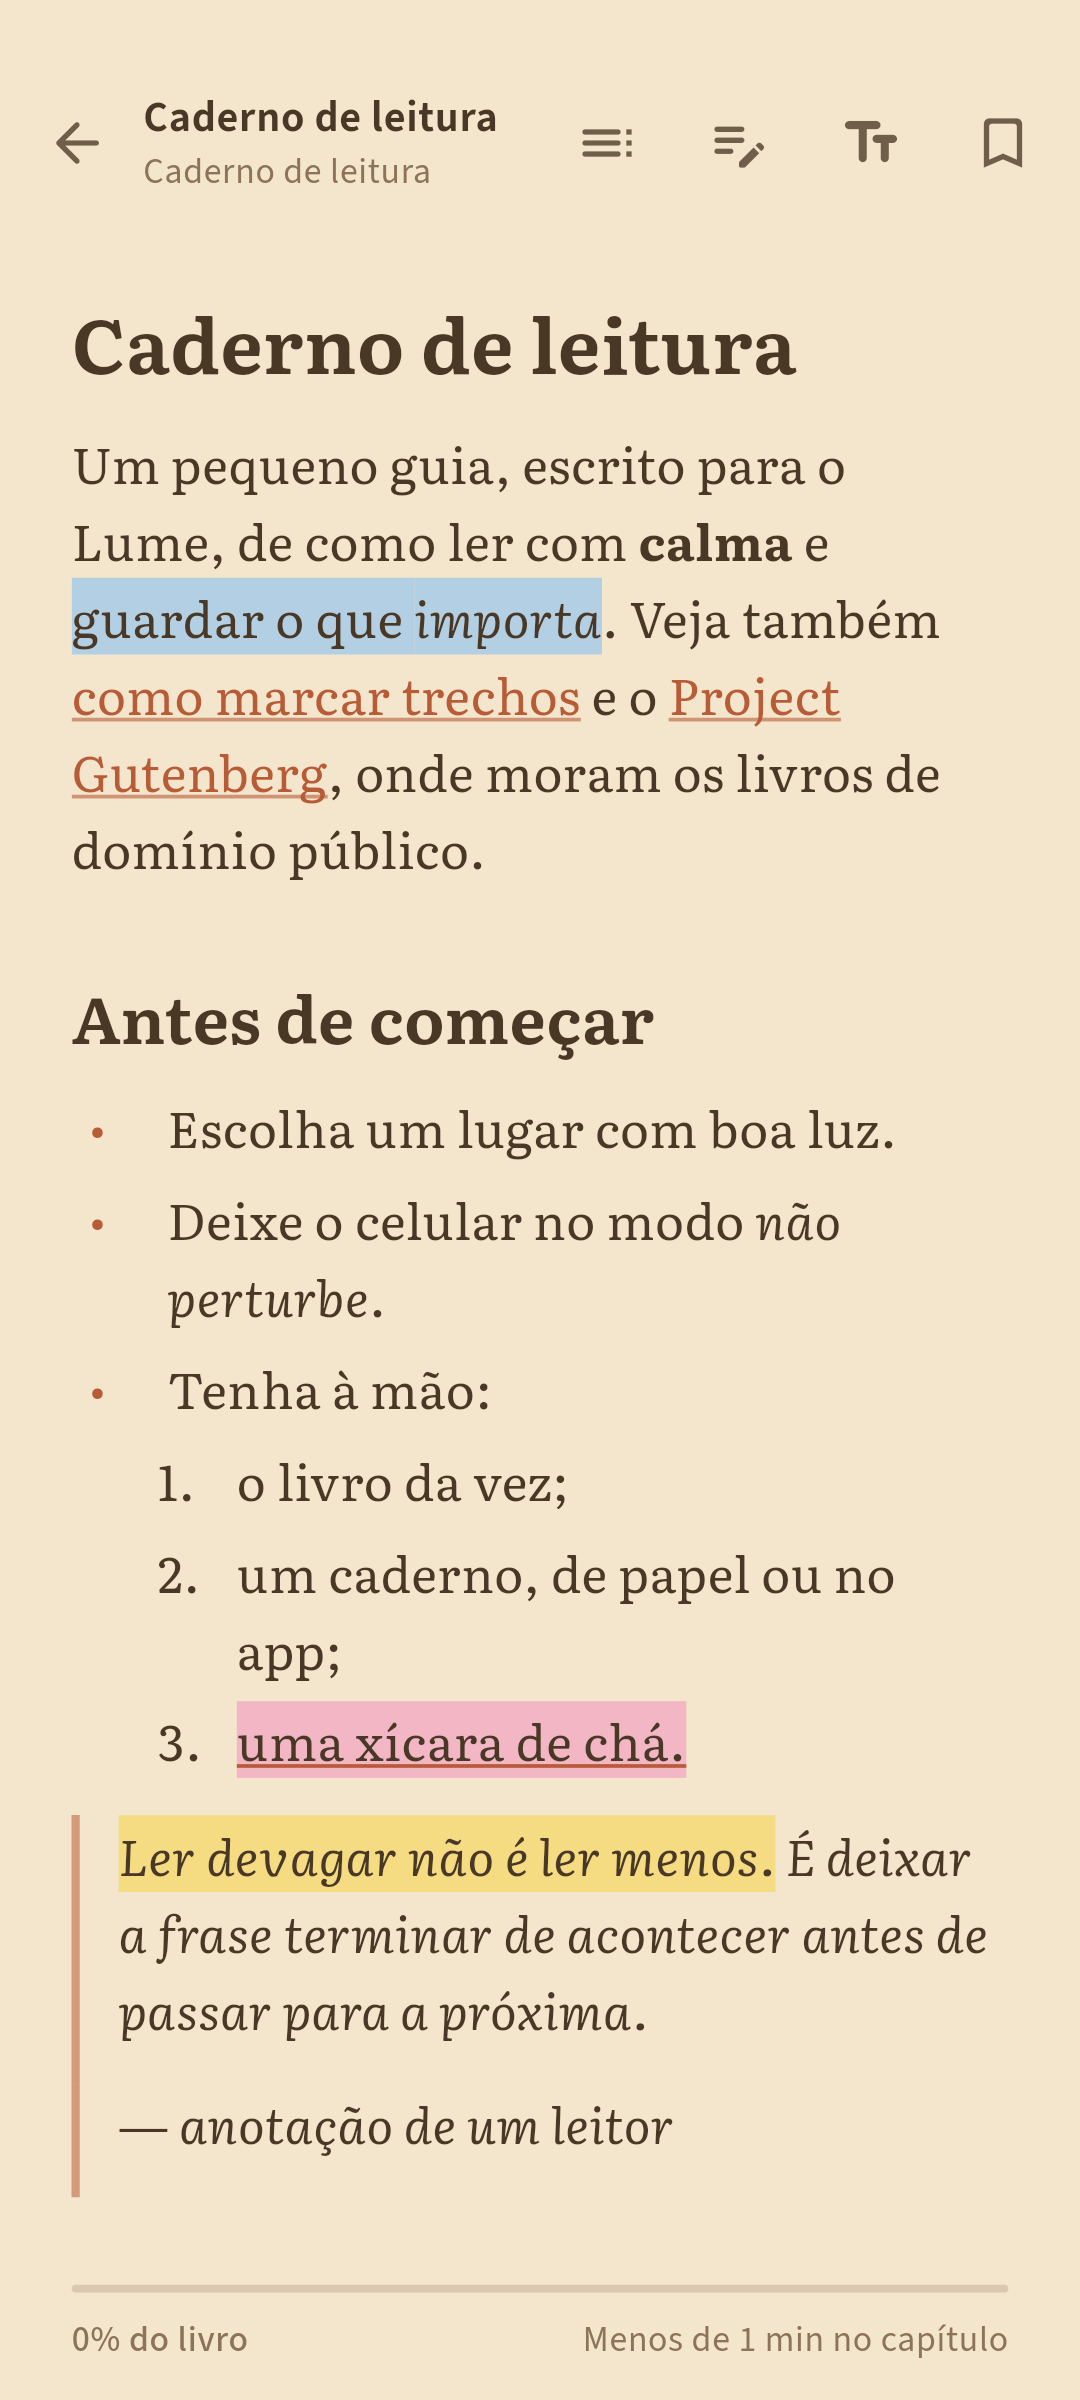 Caderno de leitura
Caderno de leitura
Caderno de leitura
Um pequeno guia, escrito para o
Lume, de como ler com calma e
guardar o que importa. Veja também
como marcar trechos e o Project
Gutenberg, onde moram os livros de
domínio público.
Antes de começar
• Escolha um lugar com boa luz.
• Deixe o celular no modo não
perturbe.
• Tenha à mão:
1. o livro da vez;
2. um caderno, de papel ou no
app;
3. uma xícara de chá.
Ler devagar não é ler menos. É deixar
a frase terminar de acontecer antes de
passar para a próxima.
— anotação de um leitor
0% do livro
Menos de 1 min no capítulo